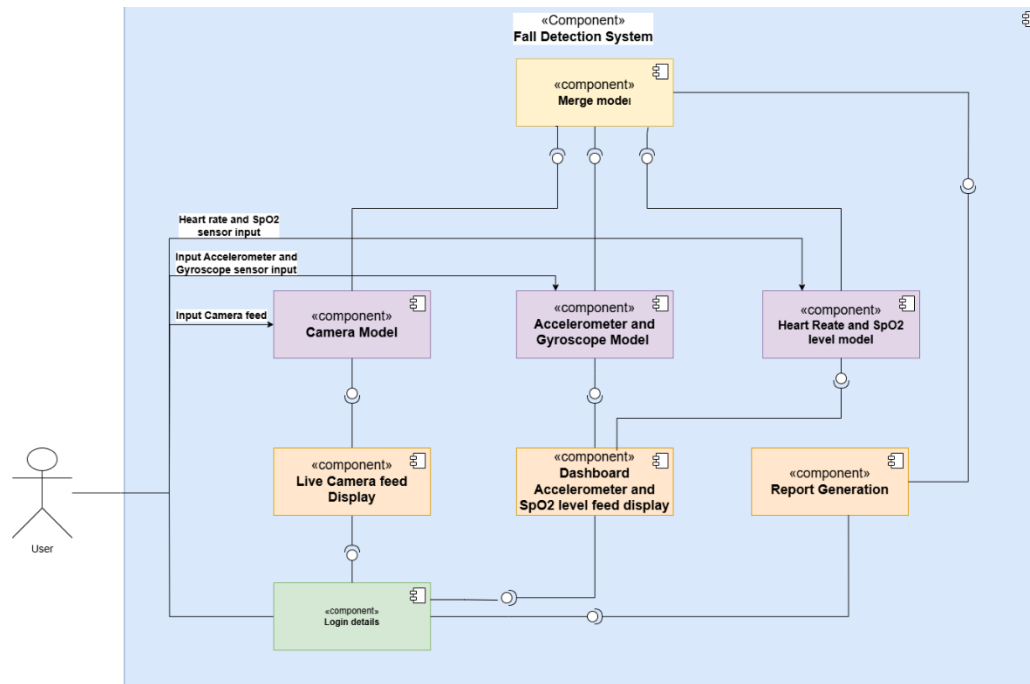 «Component»
Fall Detection System
«component»
Merge model
Heart rate and SpO2
sensor input
Input Accelerometer and
Gyroscope sensor input
Input Camera feed
«component»
Camera Model
«component»
Accelerometer and
Gyroscope Model
«component»
Heart Reate and SpO2
level model
«component»
Live Camera feed
Display
«component»
Dashboard
Accelerometer and
SpO2 level feed display
«component»
Report Generation
User
«component»
Login details